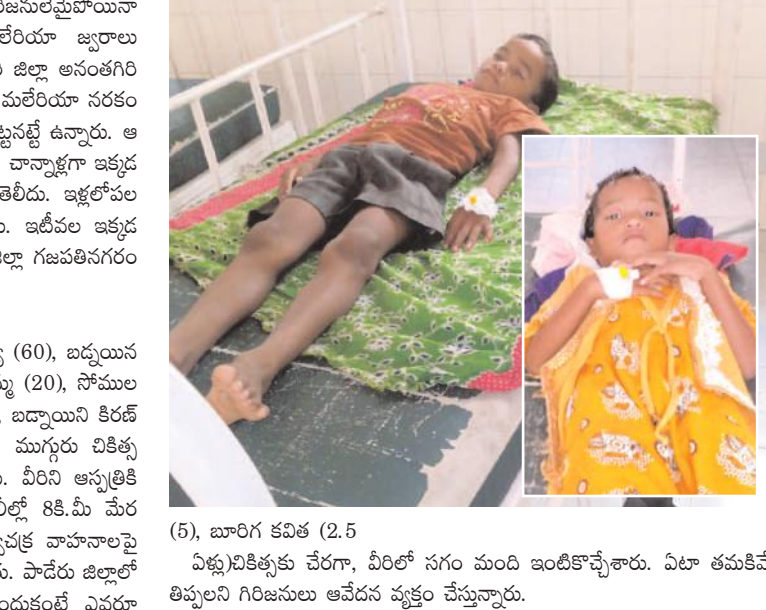 రిజనులమైపోయినా
లేరియా జ్వరాలు
జిల్లా అనంతగిరి
మలేరియా నరకం
ట్టనట్టే ఉన్నారు. ఆ
చాన్నాళ్లగా ఇక్కడ
తెలీదు. ఇళ్లలోపల
ఇటీవల ఇక్కడ
ల్లా గజపతినగరం
(60), బడ్నయిన
మ్మ (20), సోముల
బడ్నాయిని కిరణ్
ముగ్గురు చికిత్స
వీరిని ఆస్పత్రికి
ల్లో 8కి.మీ మేర
చక్ర వాహనాలపై
పాడేరు జిల్లాలో
ందుకంటే ఎవరూ
(5), బూరిగ కవిత (2.5
ఏళ్లు)చికిత్సకు చేరగా, వీరిలో సగం మంది ఇంటికొచ్చేశారు. ఏటా తమకివే
తిప్పలని గిరిజనులు ఆవేదన వ్యక్తం చేస్తున్నారు.